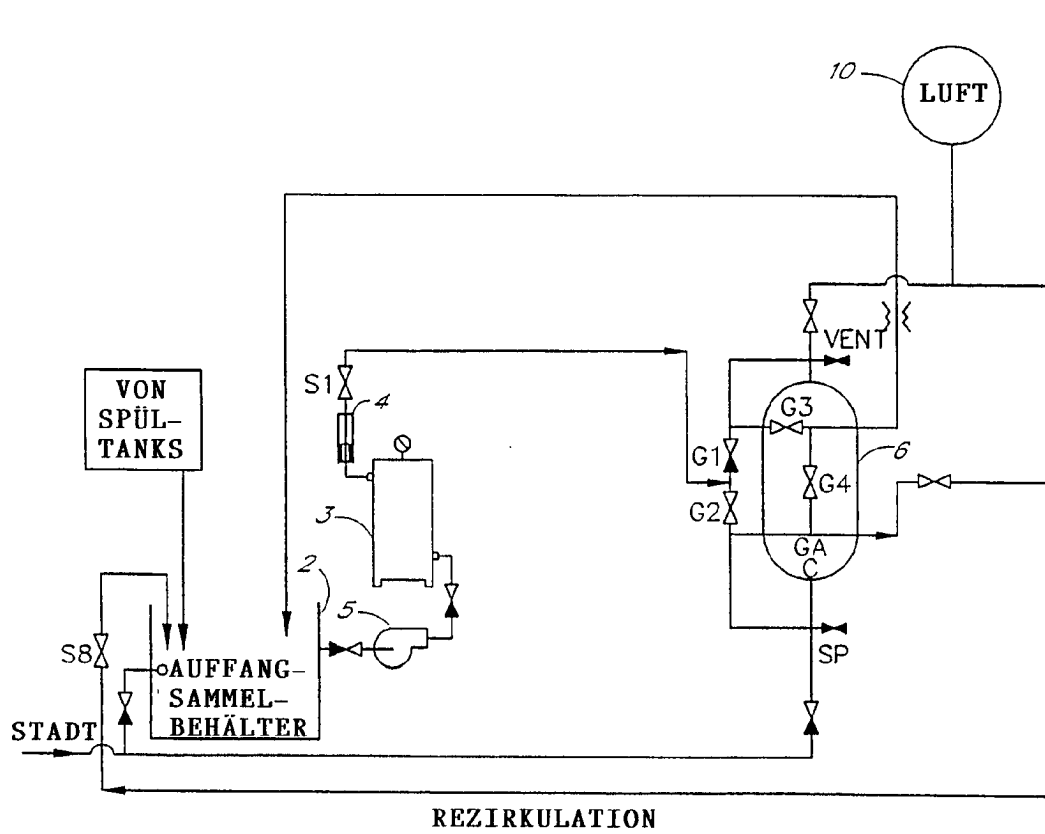 10
LUFT
VENT
S1
4
VON
SPÜL-
TANKS
G3
G1
6
G4
3
G2
GA
C
2
5
S8
SP
AUFFANG-
SAMMEL-
BEHÄLTER
STADT
REZIRKULATION